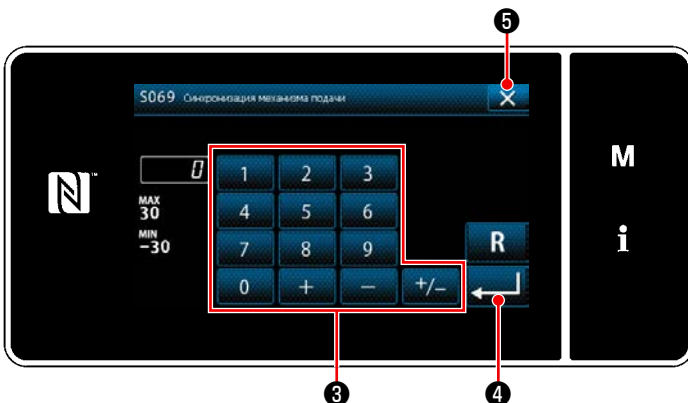 ❺
S069 Синхронизация механизма подачи
X
0
1 2 3
MAX
30
4 5 6
M
MIN
-30
7 8 9
R
i
0 + − +/−
N™
❸ ❹